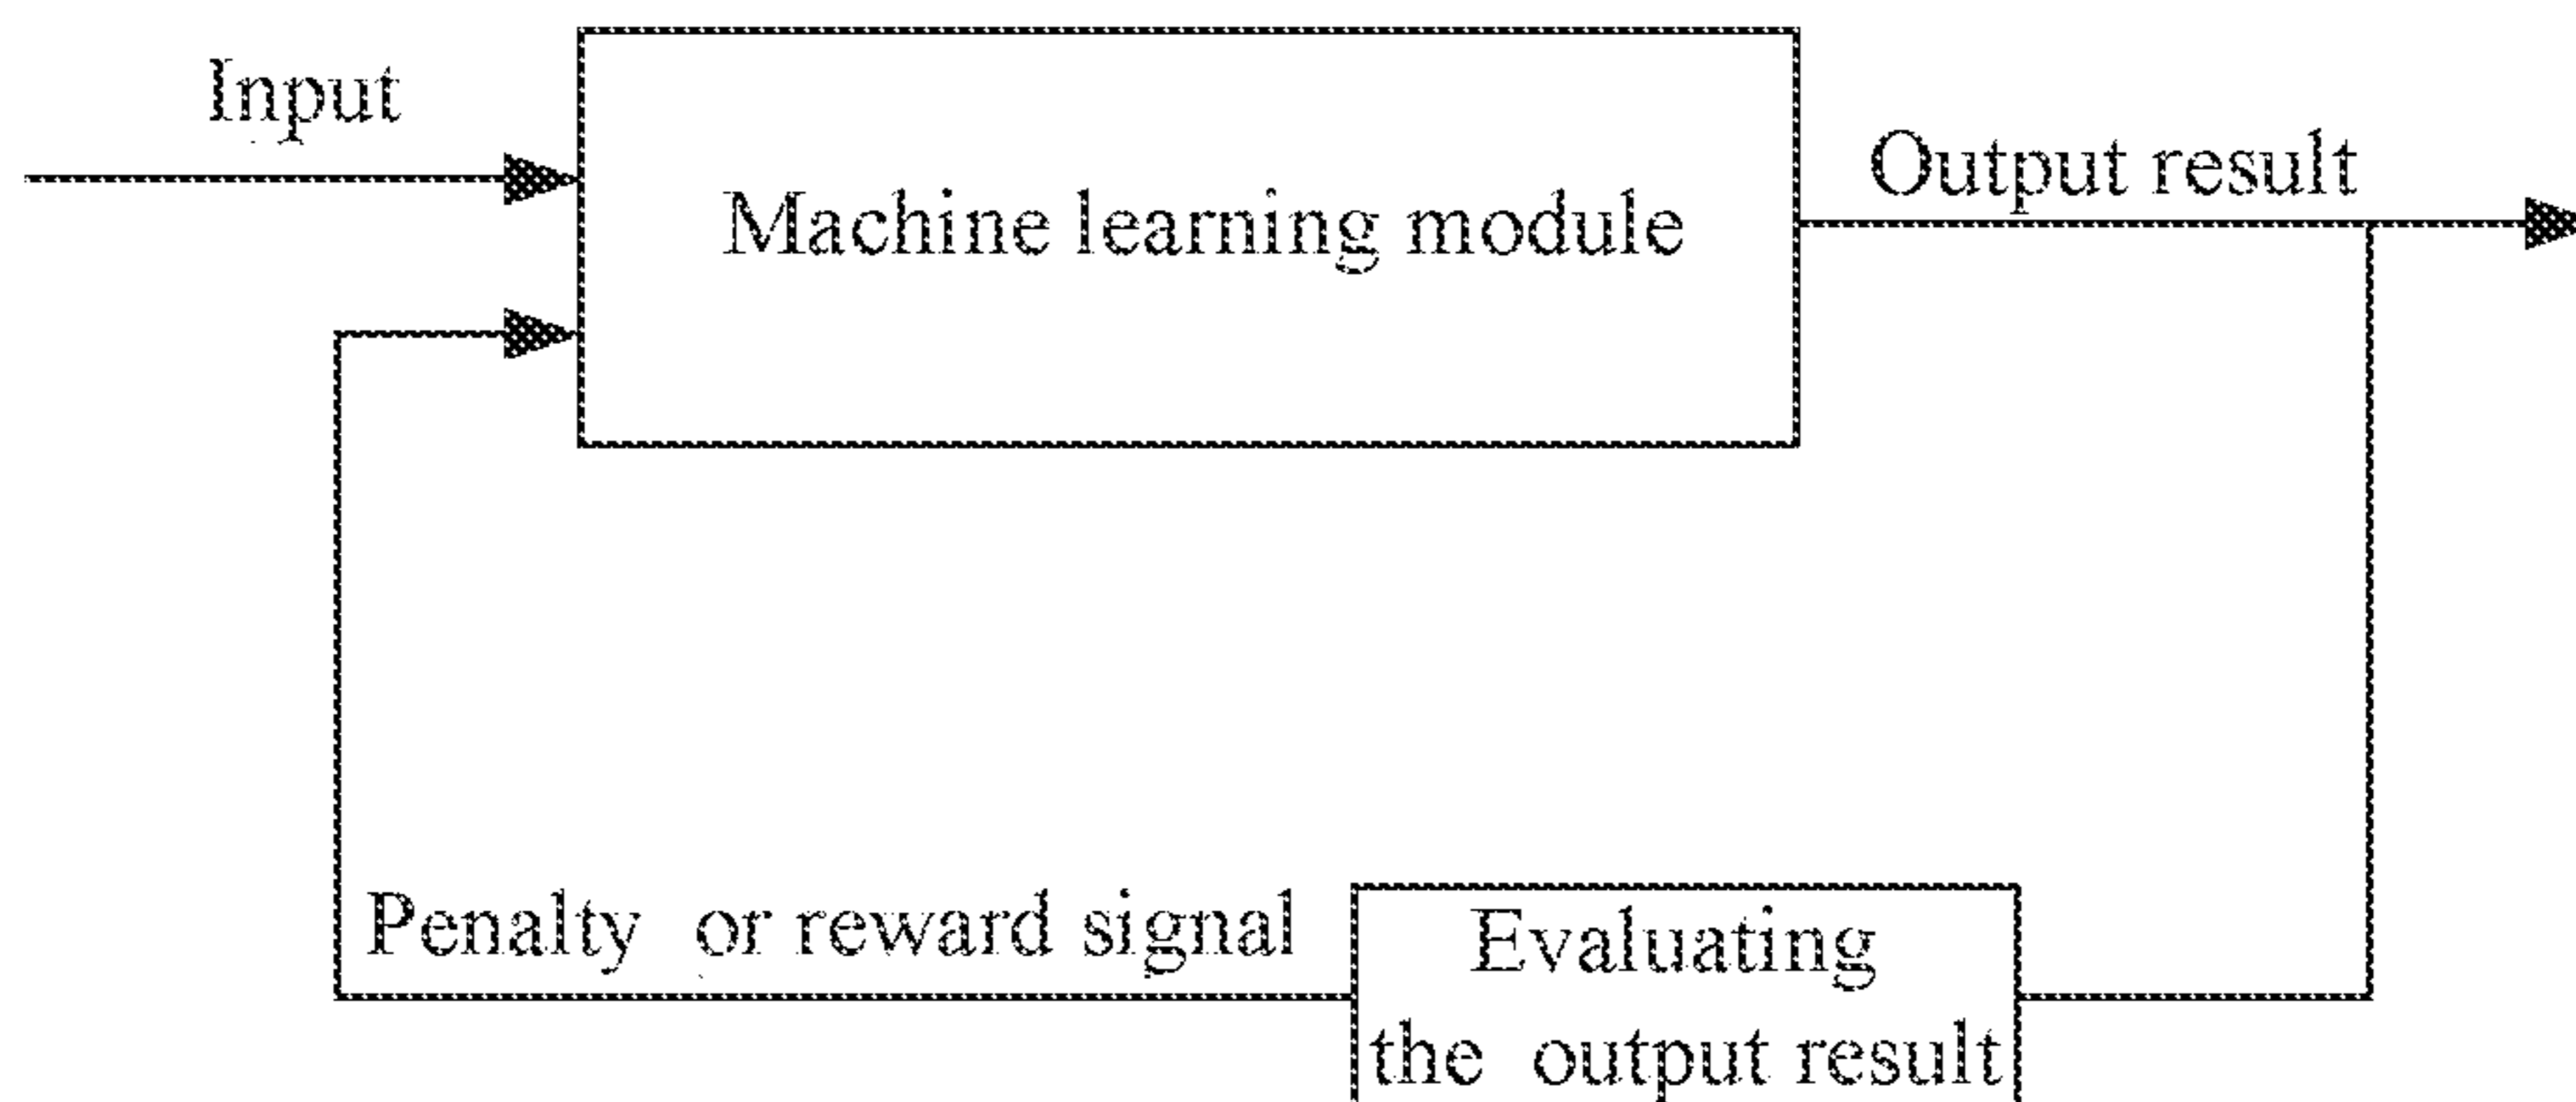 Input
Machine learning module
Output result
Penalty or reward signal
Evaluating
the output result